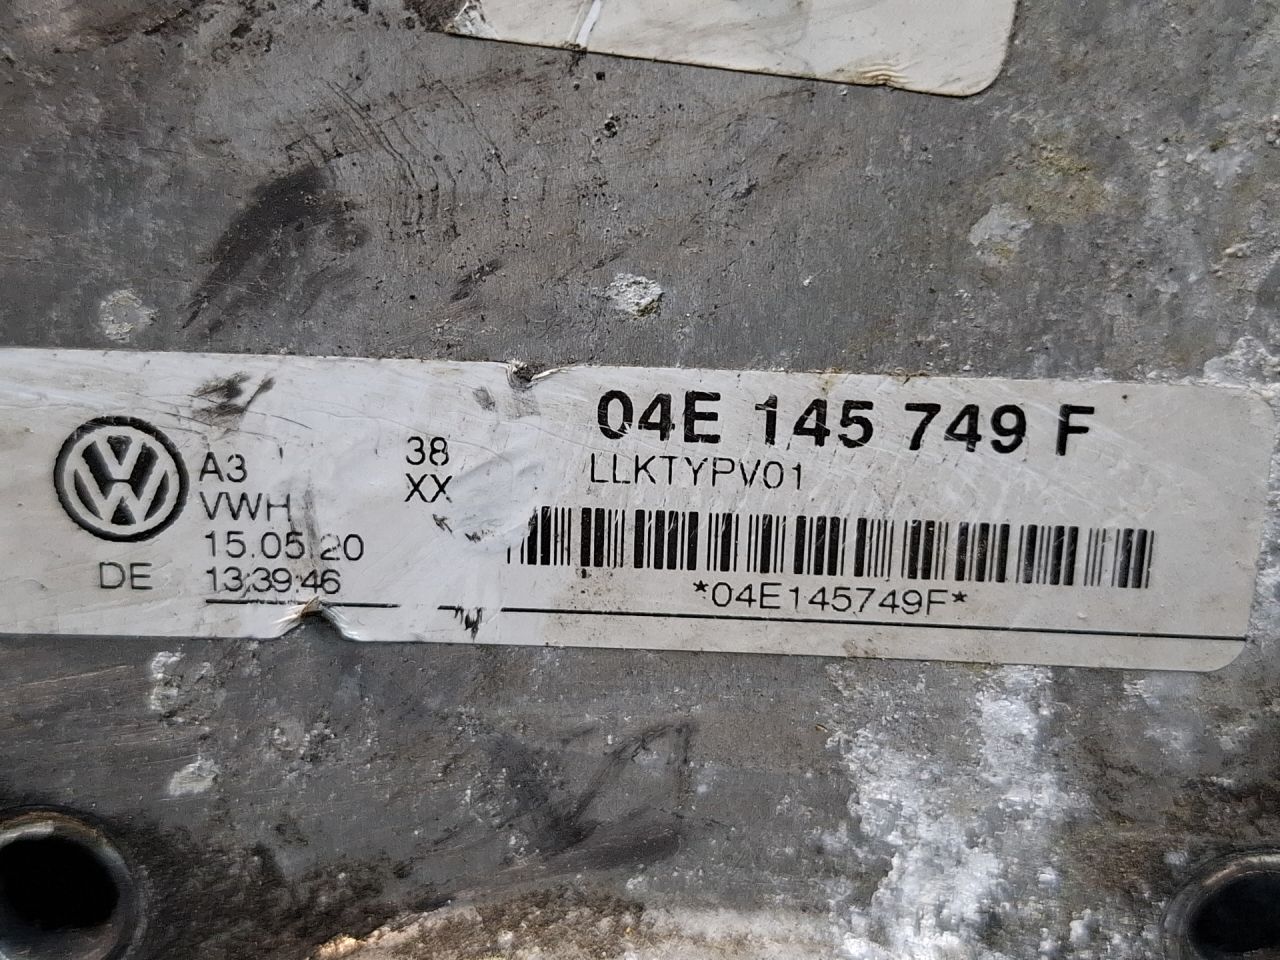 04E 145 749 F
LLKTYPV01
A3
38
VWH
XX
15.05.20
DE
13:39:46
*04E145749F*